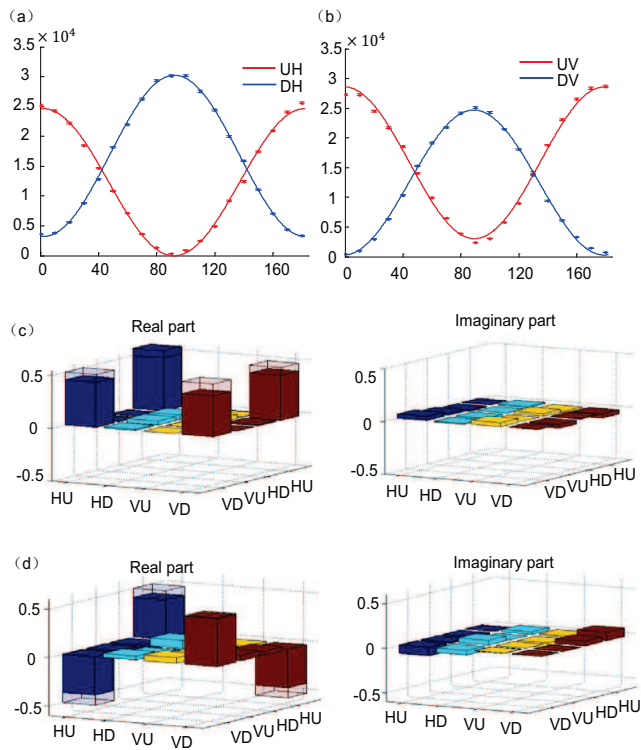 (a)
3.5 ×10⁴
3
2.5
2
1.5
1
0.5
0
0 40 80 120 160
UH
DH
(b)
3.5 ×10⁴
3
2.5
2
1.5
1
0.5
0
0 40 80 120 160
UV
DV
(c)
Real part
0.5
0
-0.5
HU HD VU VD
VD VU HD HU
Imaginary part
0.5
0
-0.5
HU HD VU VD
VD VU HD HU
(d)
Real part
0.5
0
-0.5
HU HD VU VD
VD VU HD HU
Imaginary part
0.5
0
-0.5
HU HD VU VD
VD VU HD HU